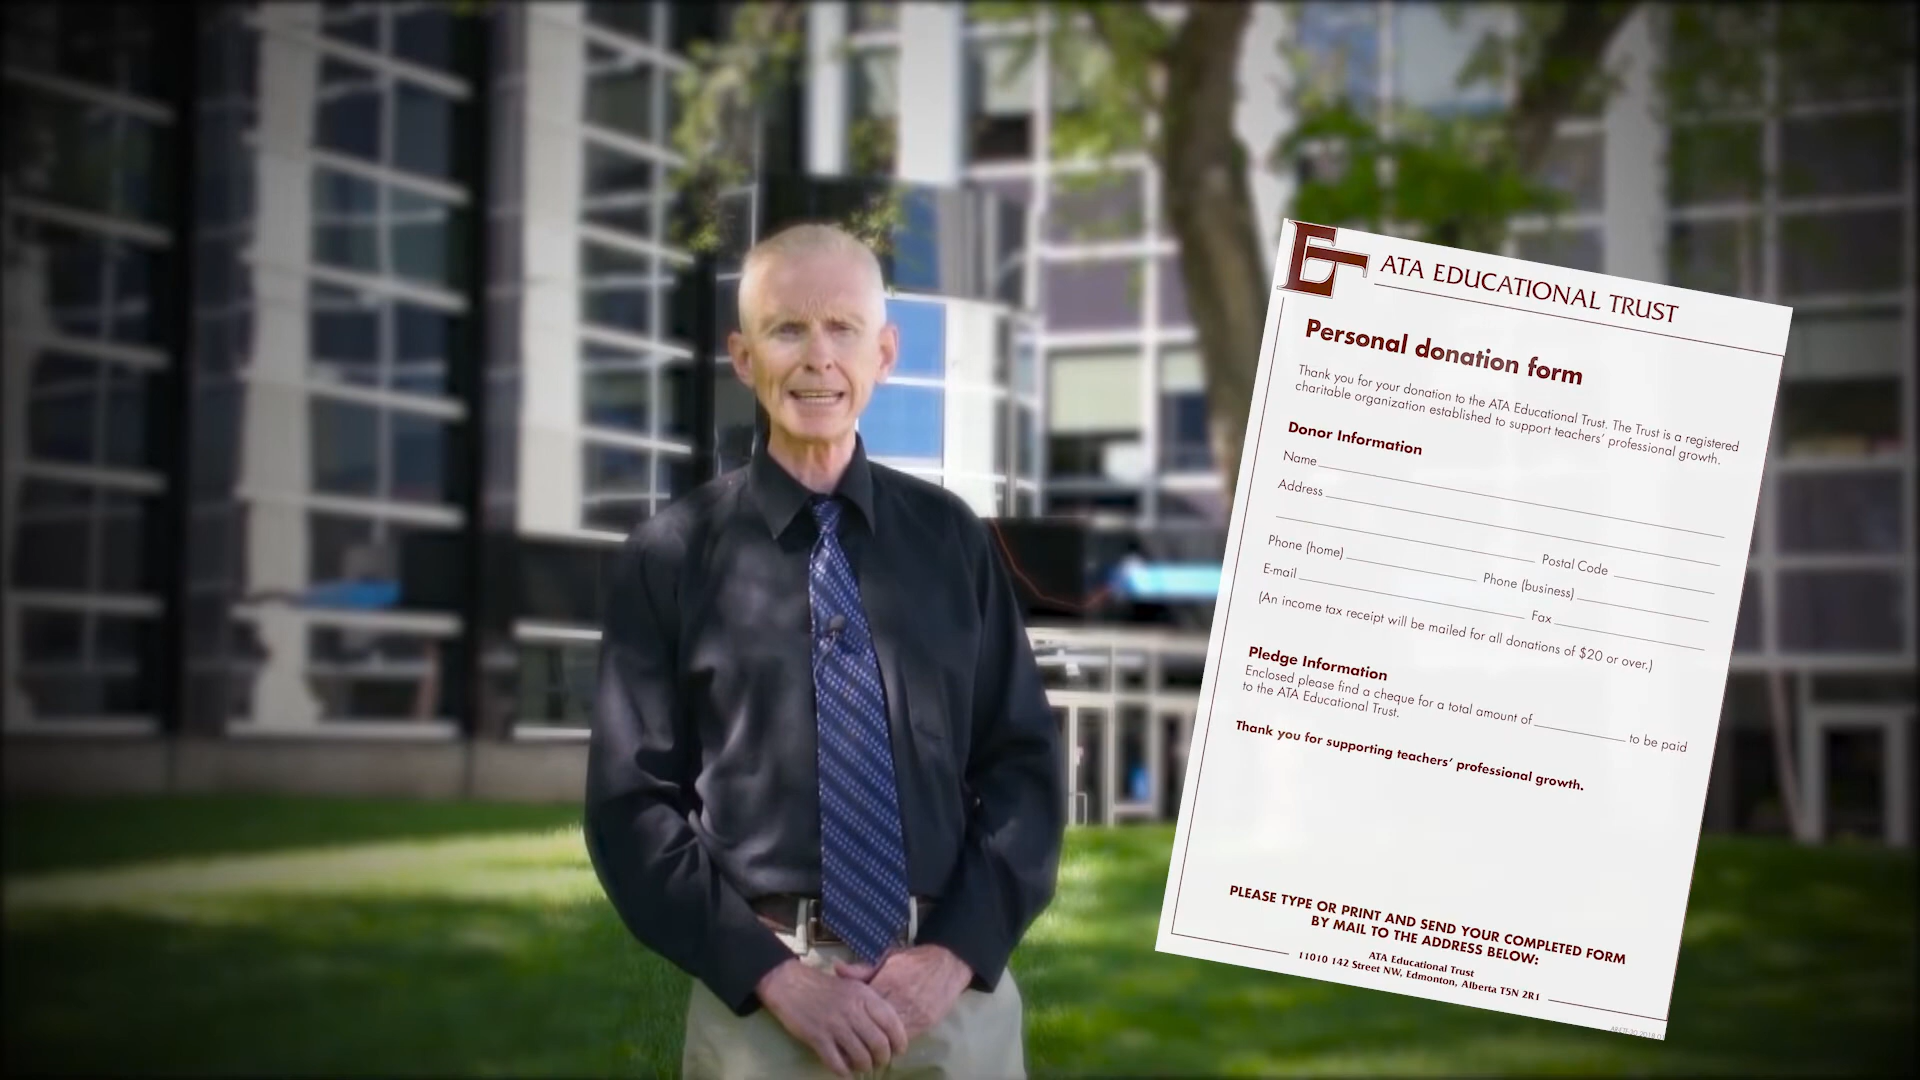 ET ATA EDUCATIONAL TRUST
Personal donation form
Thank you for your donation to the ATA Educational Trust. The Trust is a registered
charitable organization established to support teachers' professional growth.
Donor Information
Name
Address
Postal Code
Phone (home) Phone (business)
E-mail Fax
(An income tax receipt will be mailed for all donations of $20 or over.)
Pledge Information
Enclosed please find a cheque for a total amount of to be paid
to the ATA Educational Trust.
Thank you for supporting teachers' professional growth.
PLEASE TYPE OR PRINT AND SEND YOUR COMPLETED FORM
BY MAIL TO THE ADDRESS BELOW:
ATA Educational Trust
11010 142 Street NW, Edmonton, Alberta T5N 2R1